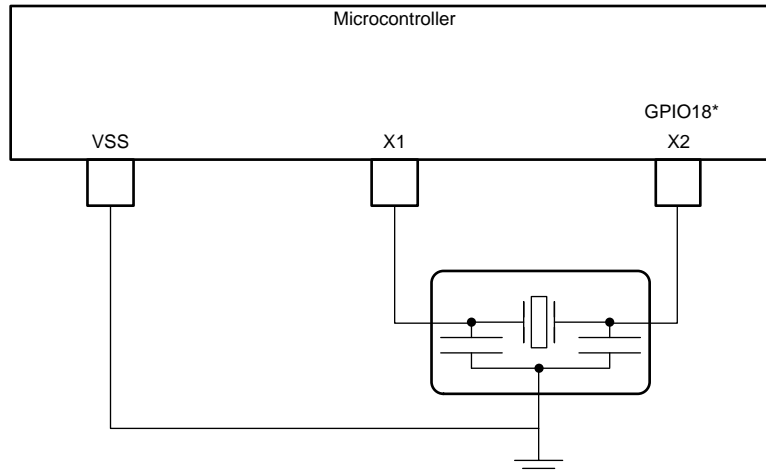 Microcontroller
GPIO18*
VSS
X1
X2